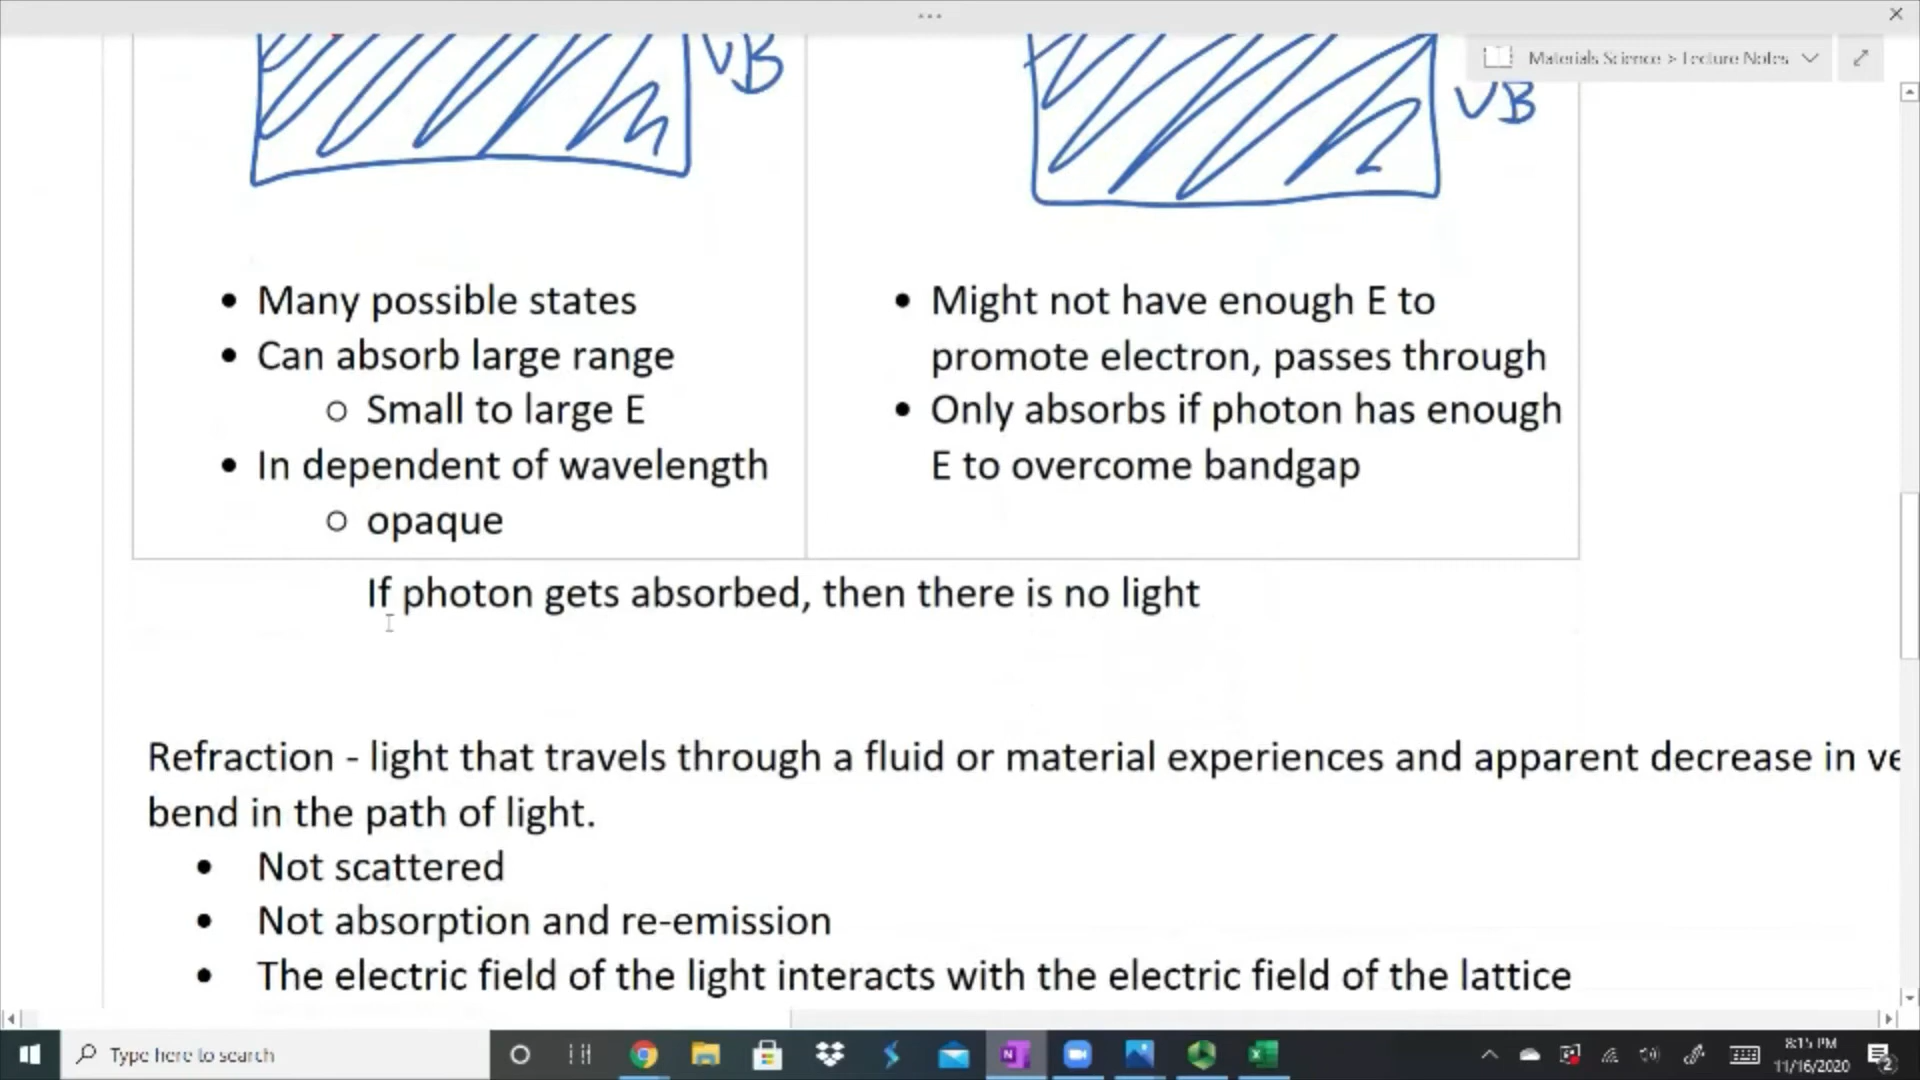 Materials Science > Lecture Notes
VB
VB
Many possible states
Can absorb large range
Small to large E
In dependent of wavelength
opaque
Might not have enough E to
promote electron, passes through
Only absorbs if photon has enough
E to overcome bandgap
If photon gets absorbed, then there is no light
Refraction - light that travels through a fluid or material experiences and apparent decrease in ve
bend in the path of light.
Not scattered
Not absorption and re-emission
The electric field of the light interacts with the electric field of the lattice
Type here to search
8:15 PM
11/16/2020
2